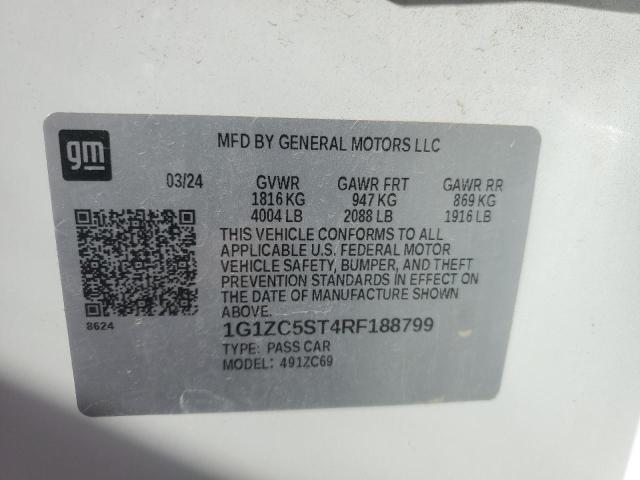 gm
MFD BY GENERAL MOTORS LLC
03/24 GVWR GAWR FRT GAWR RR
1816 KG 947 KG 869 KG
4004 LB 2088 LB 1916 LB
THIS VEHICLE CONFORMS TO ALL
APPLICABLE U.S. FEDERAL MOTOR
VEHICLE SAFETY, BUMPER, AND THEFT
PREVENTION STANDARDS IN EFFECT ON
THE DATE OF MANUFACTURE SHOWN
ABOVE.
8624
1G1ZC5ST4RF188799
TYPE: PASS CAR
MODEL: 491ZC69